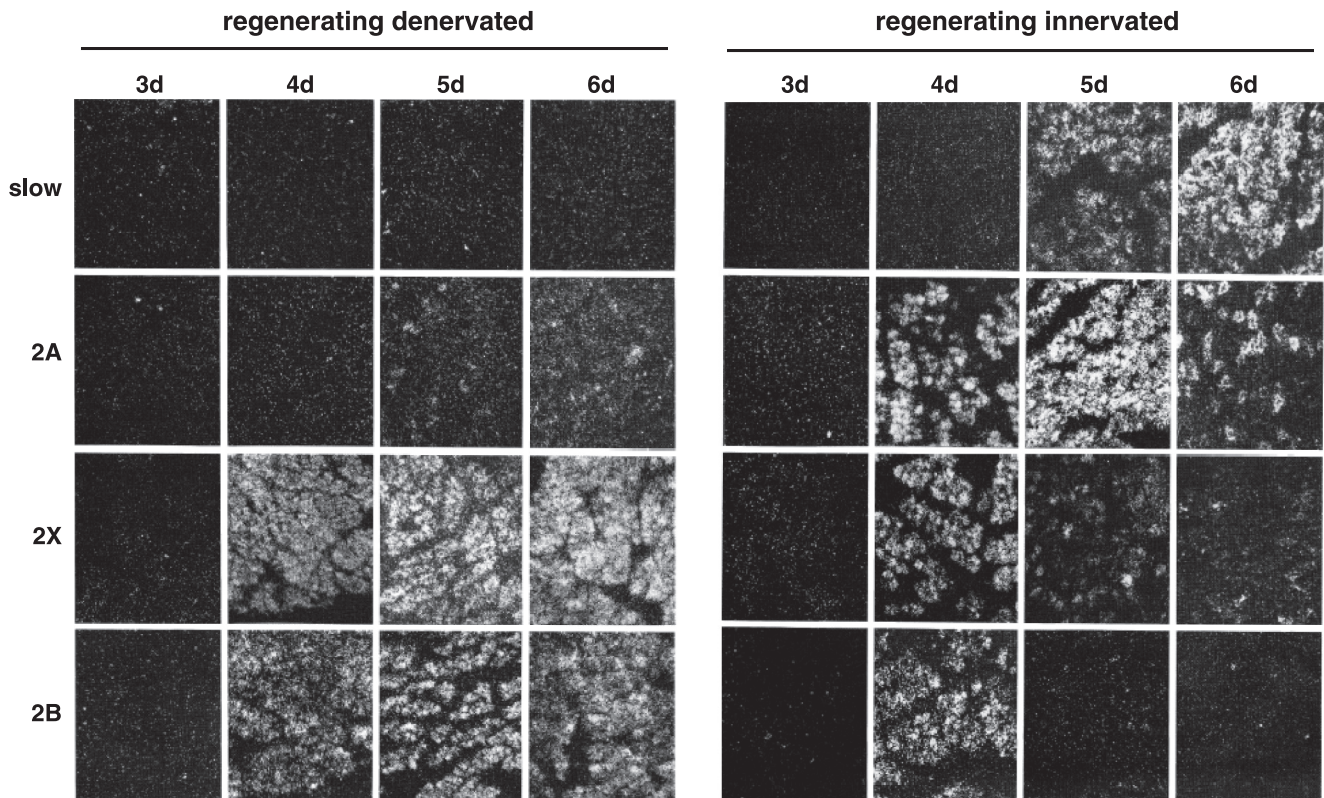 regenerating denervated
regenerating innervated
3d 4d 5d 6d
3d 4d 5d 6d
slow
2A
2X
2B